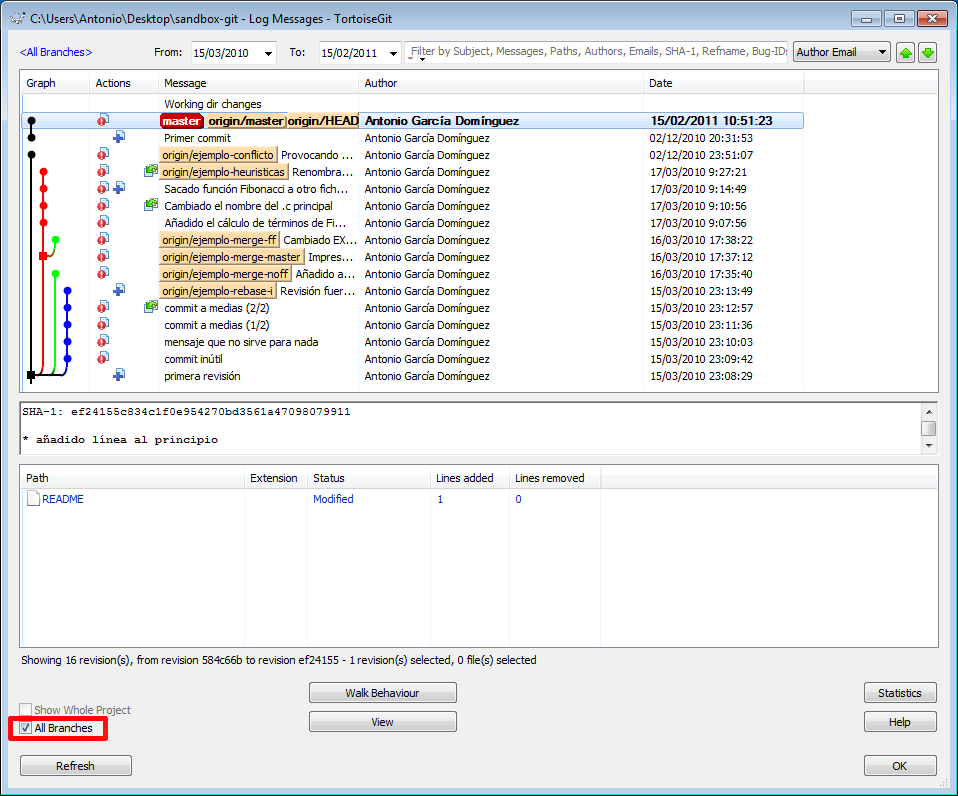 C:\Users\Antonio\Desktop\sandbox-git - Log Messages - TortoiseGit
<All Branches> From: 15/03/2010 To: 15/02/2011 Filter by Subject, Messages, Paths, Authors, Emails, SHA-1, Refname, Bug-IDs Author Email
Graph Actions Message Author Date
Working dir changes
master origin/master origin/HEAD Antonio García Domínguez 15/02/2011 10:51:23
Primer commit Antonio García Domínguez 02/12/2010 20:31:53
origin/ejemplo-conflicto Provocando ... Antonio García Domínguez 02/12/2010 23:51:07
origin/ejemplo-heuristicas Renombra... Antonio García Domínguez 17/03/2010 9:27:21
Sacado función Fibonacci a otro fich... Antonio García Domínguez 17/03/2010 9:14:49
Cambiado el nombre del .c principal Antonio García Domínguez 17/03/2010 9:10:56
Añadido el cálculo de términos de Fi... Antonio García Domínguez 17/03/2010 9:07:56
origin/ejemplo-merge-ff Cambiado EX... Antonio García Domínguez 16/03/2010 17:38:22
origin/ejemplo-merge-master Impres... Antonio García Domínguez 16/03/2010 17:37:12
origin/ejemplo-merge-noff Añadido a... Antonio García Domínguez 16/03/2010 17:35:40
origin/ejemplo-rebase-i Revisión fuer... Antonio García Domínguez 15/03/2010 23:13:49
commit a medias (2/2) Antonio García Domínguez 15/03/2010 23:12:57
commit a medias (1/2) Antonio García Domínguez 15/03/2010 23:11:36
mensaje que no sirve para nada Antonio García Domínguez 15/03/2010 23:10:03
commit inútil Antonio García Domínguez 15/03/2010 23:09:42
primera revisión Antonio García Domínguez 15/03/2010 23:08:29
SHA-1: ef24155c834c1f0e954270bd3561a47098079911
* añadido línea al principio
Path Extension Status Lines added Lines removed
README Modified 1 0
Showing 16 revision(s), from revision 584c66b to revision ef24155 - 1 revision(s) selected, 0 file(s) selected
Walk Behaviour Statistics
Show Whole Project
All Branches View Help
Refresh OK